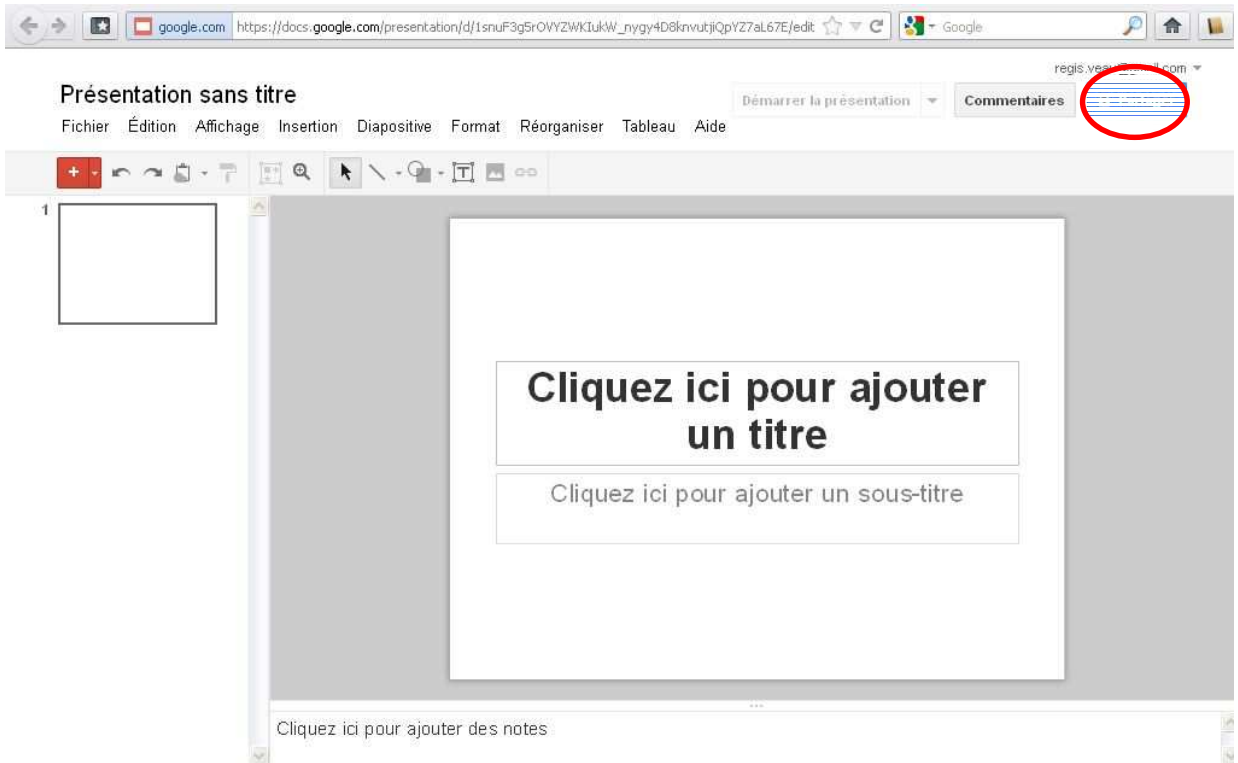 google.com https://docs.google.com/presentation/d/1snuF3g5rOVYZWKIukW_nygy4D8knvutjiQpYZ7aL67E/edit Google
Présentation sans titre
Démarrer la présentation Commentaires
Fichier Édition Affichage Insertion Diapositive Format Réorganiser Tableau Aide
1
Cliquez ici pour ajouter
un titre
Cliquez ici pour ajouter un sous-titre
Cliquez ici pour ajouter des notes